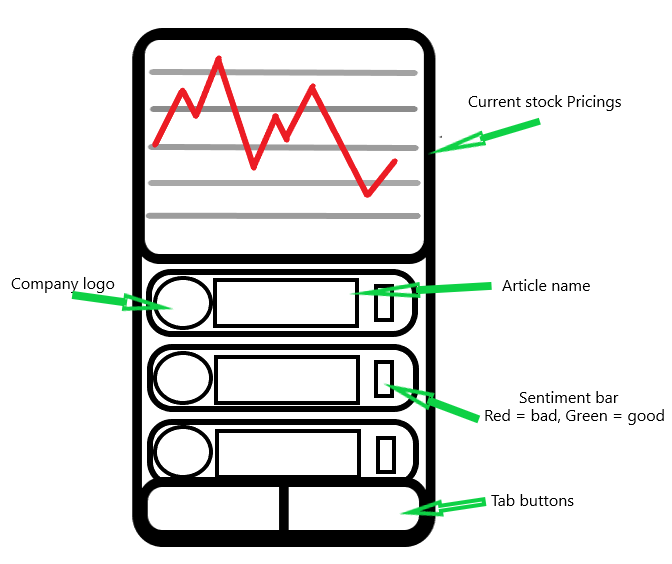 Current stock Pricings
Company logo
Article name
Sentiment bar
Red = bad, Green = good
Tab buttons